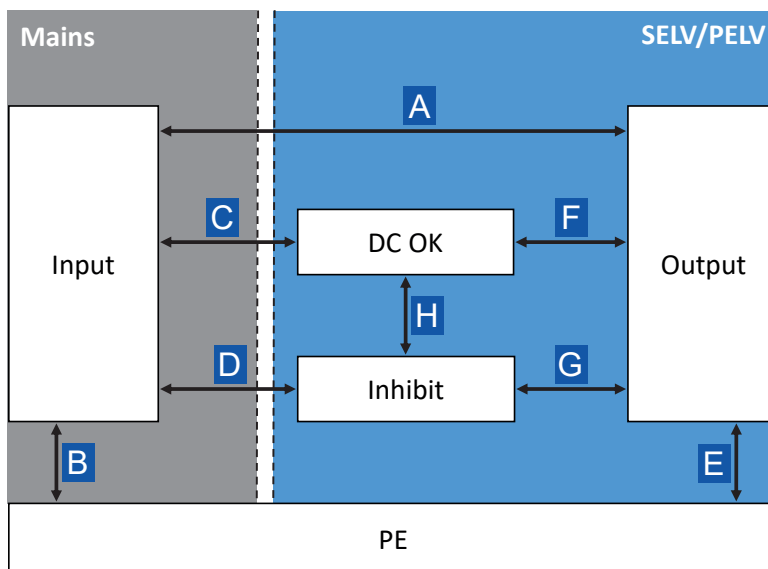 Mains
SELV/PELV
A
C
F
DC OK
Input
Output
H
D
G
Inhibit
B
E
PE